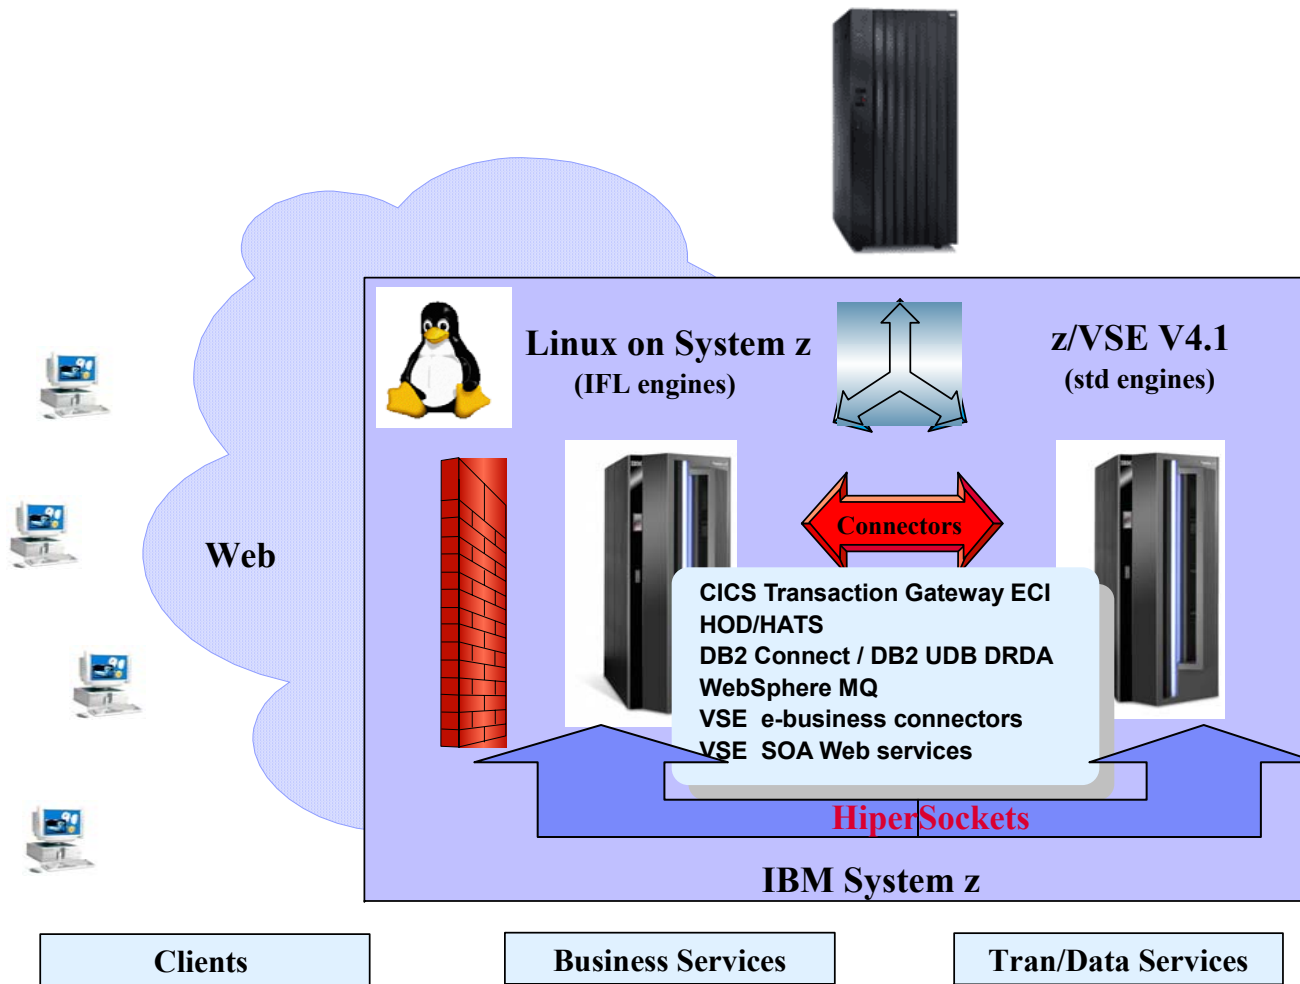 Linux on System z
(IFL engines)
z/VSE V4.1
(std engines)
Web
Connectors
CICS Transaction Gateway ECI
HOD/HATS
DB2 Connect / DB2 UDB DRDA
WebSphere MQ
VSE e-business connectors
VSE SOA Web services
HiperSockets
IBM System z
Clients
Business Services
Tran/Data Services